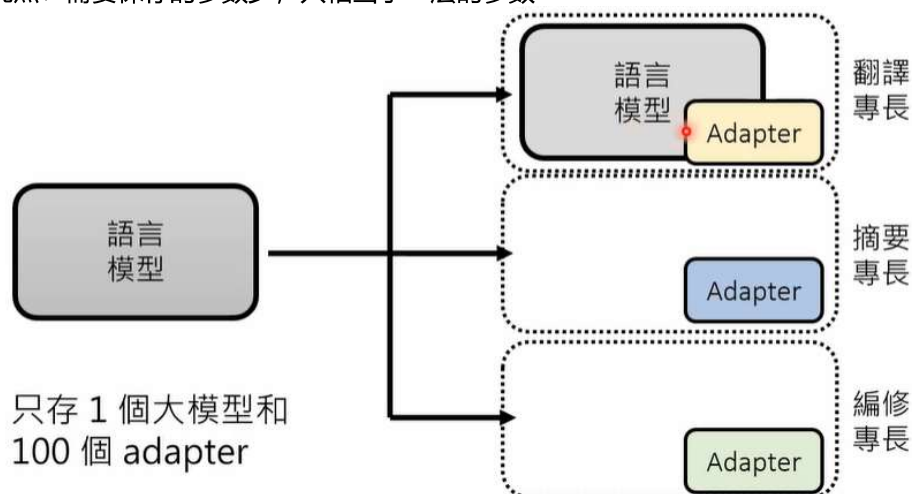 語言
模型
Adapter
翻譯
專長
語言
模型
Adapter
摘要
專長
只存 1 個大模型和
100 個 adapter
Adapter
編修
專長